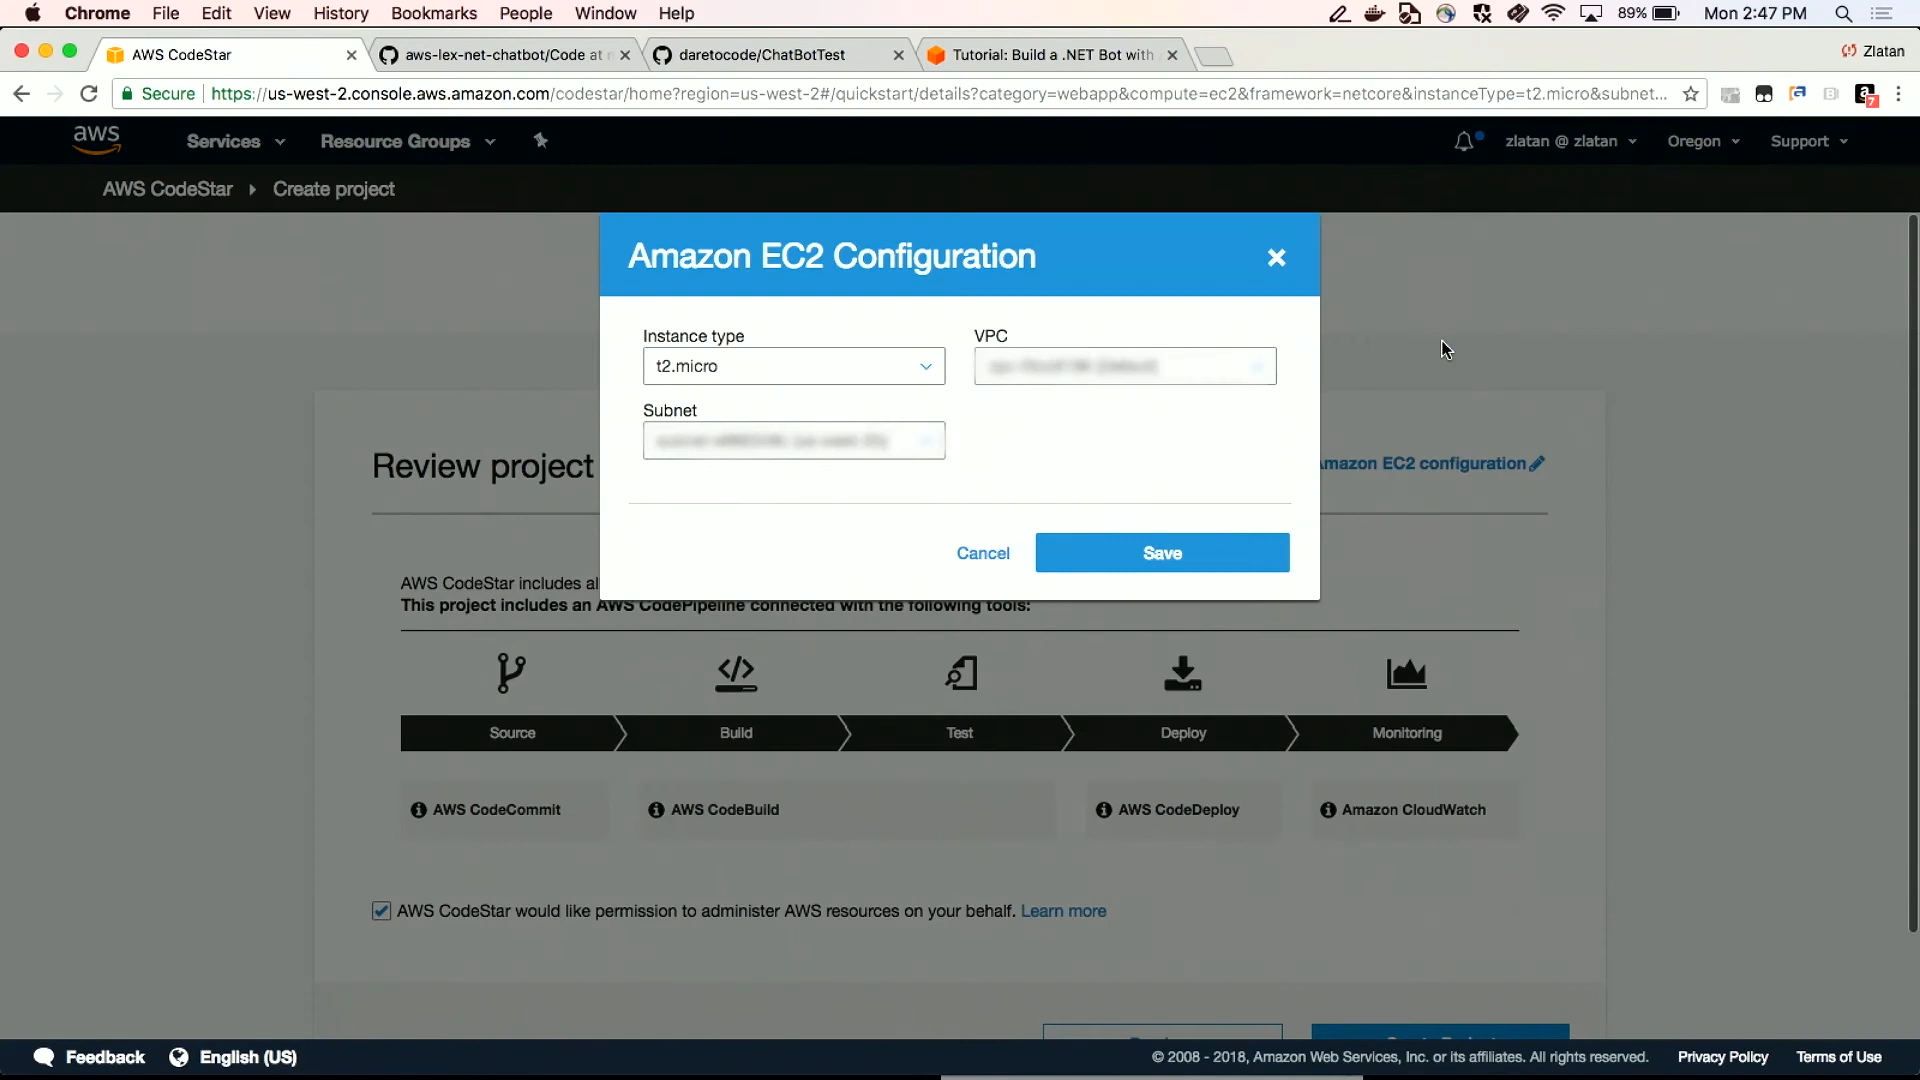 Chrome File Edit View History Bookmarks People Window Help 89% Mon 2:47 PM
AWS CodeStar aws-lex-net-chatbot/Code at daretocode/ChatBotTest Tutorial: Build a .NET Bot with Zlatan
Secure https://us-west-2.console.aws.amazon.com/codestar/home?region=us-west-2#/quickstart/details?category=webapp&compute=ec2&framework=netcore&instanceType=t2.micro&subnet...
7
aws Services Resource Groups zlatan @ zlatan Oregon Support
AWS CodeStar Create project
Amazon EC2 Configuration
Instance type VPC
t2.micro
Subnet
Review project
Amazon EC2 configuration
Cancel Save
AWS CodeStar includes
This project includes an AWS CodePipeline connected with the following tools:
Source Build Test Deploy Monitoring
AWS CodeCommit AWS CodeBuild AWS CodeDeploy Amazon CloudWatch
AWS CodeStar would like permission to administer AWS resources on your behalf. Learn more
Feedback English (US) © 2008 - 2018, Amazon Web Services, Inc. or its affiliates. All rights reserved. Privacy Policy Terms of Use